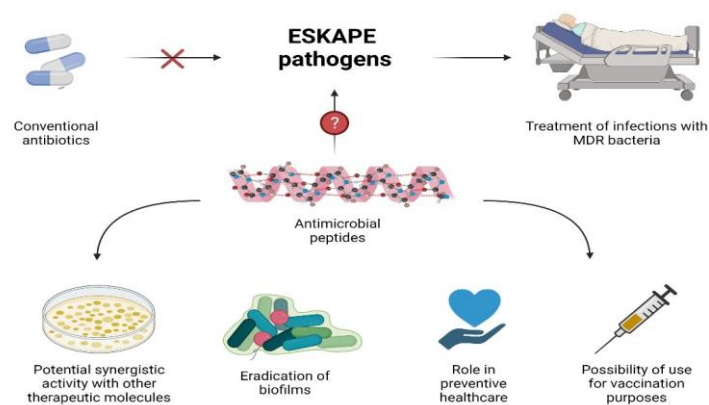 ESKAPE
pathogens
Conventional
antibiotics
Treatment of infections with
MDR bacteria
?
Antimicrobial
peptides
Potential synergistic
activity with other
therapeutic molecules
Eradication of
biofilms
Role in
preventive
healthcare
Possibility of use
for vaccination
purposes